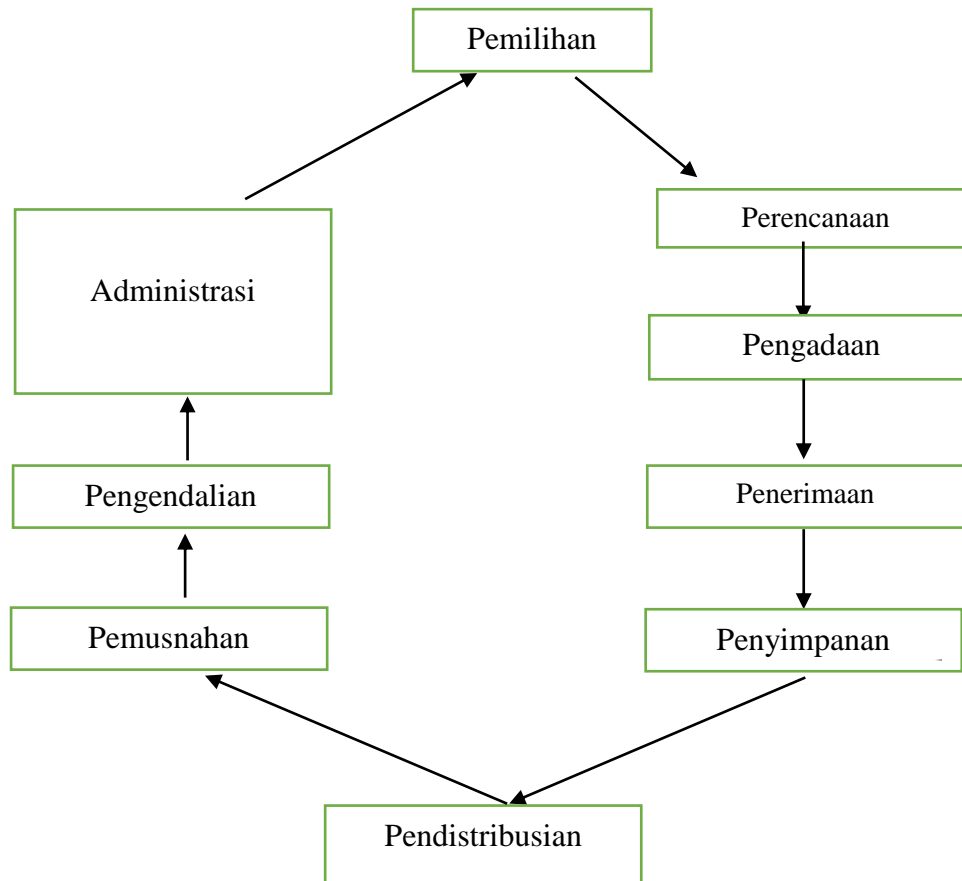 Pemilihan
Perencanaan
Administrasi
Pengadaan
Pengendalian
Penerimaan
Pemusnahan
Penyimpanan
Pendistribusian